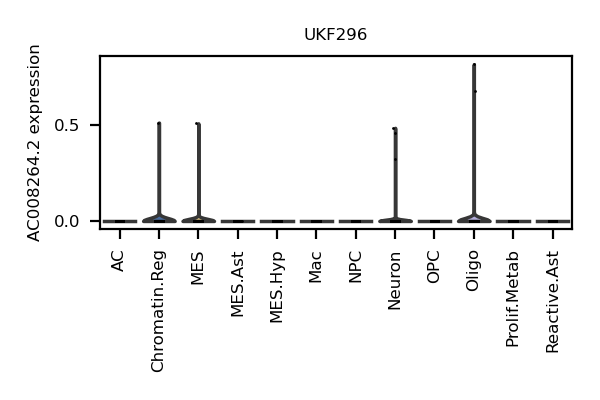 UKF296
AC008264.2 expression
0.5
0.0
AC
Chromatin.Reg
MES
MES.Ast
MES.Hyp
Mac
NPC
Neuron
OPC
Oligo
Prolif.Metab
Reactive.Ast